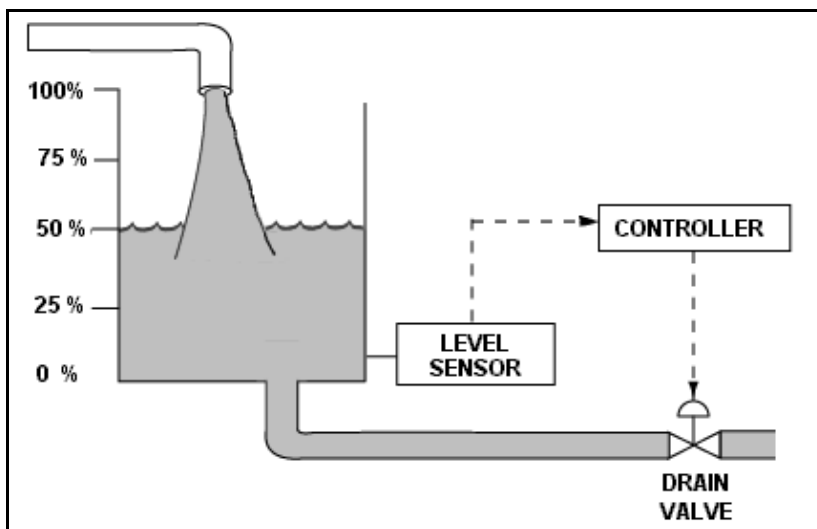 100%
75 %
50 %
25 %
0 %
CONTROLLER
LEVEL
SENSOR
DRAIN
VALVE